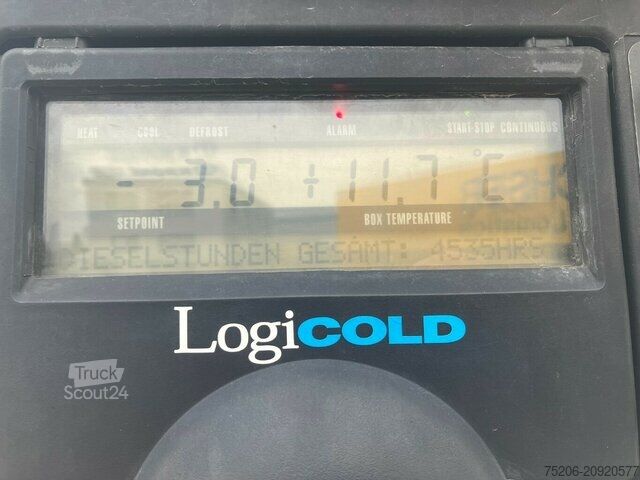 HEAT COOL DEFROST ALARM START-STOP CONTINUOUS
- 3.0 +11.7 °C
SETPOINT BOX TEMPERATURE
DIESELSTUNDEN GESAMT: 4535HRS
LogiCOLD
Truck
Scout24
75206-20920577